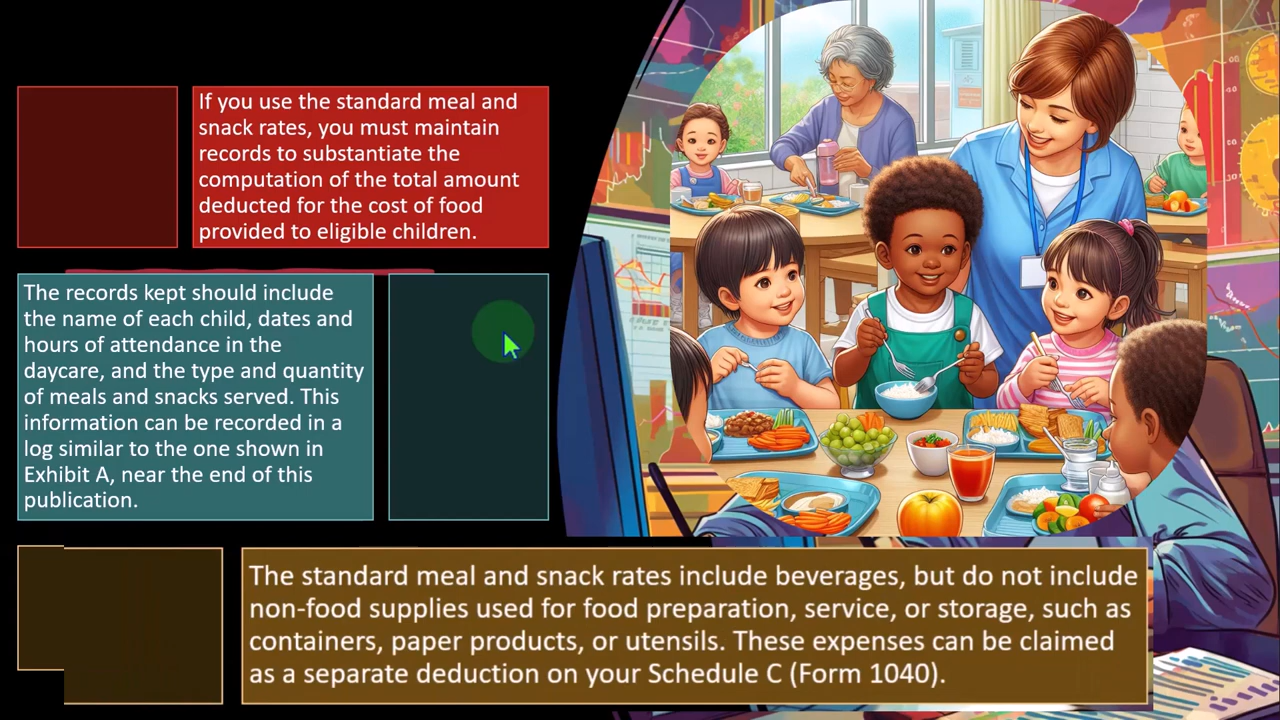 If you use the standard meal and
snack rates, you must maintain
records to substantiate the
computation of the total amount
deducted for the cost of food
provided to eligible children.
The records kept should include
the name of each child, dates and
hours of attendance in the
daycare, and the type and quantity
of meals and snacks served. This
information can be recorded in a
log similar to the one shown in
Exhibit A, near the end of this
publication.
The standard meal and snack rates include beverages, but do not include
non-food supplies used for food preparation, service, or storage, such as
containers, paper products, or utensils. These expenses can be claimed
as a separate deduction on your Schedule C (Form 1040).